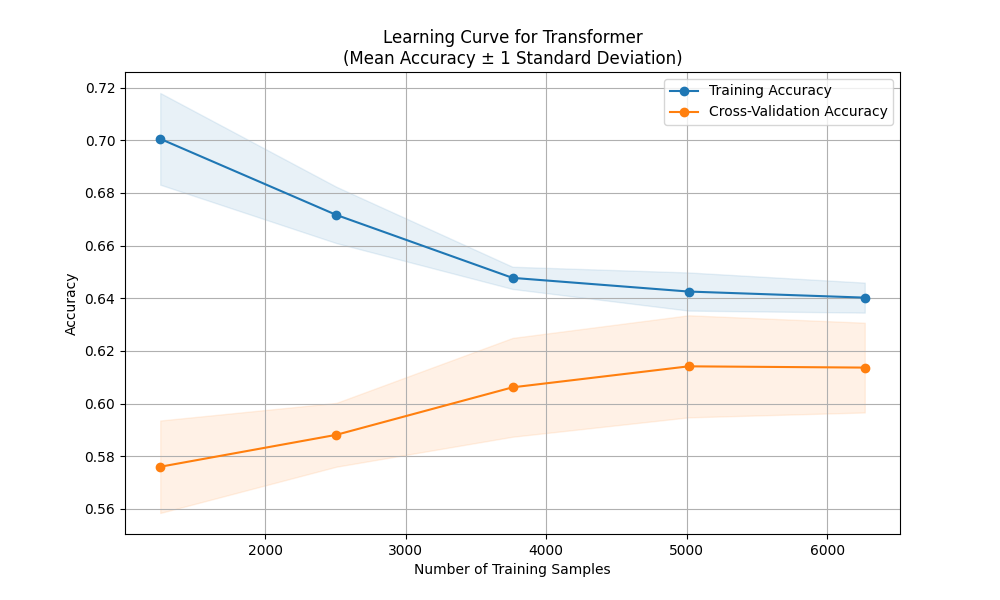 Learning Curve for Transformer
(Mean Accuracy ± 1 Standard Deviation)
Training Accuracy
Cross-Validation Accuracy
Accuracy
0.72
0.70
0.68
0.66
0.64
0.62
0.60
0.58
0.56
2000 3000 4000 5000 6000
Number of Training Samples